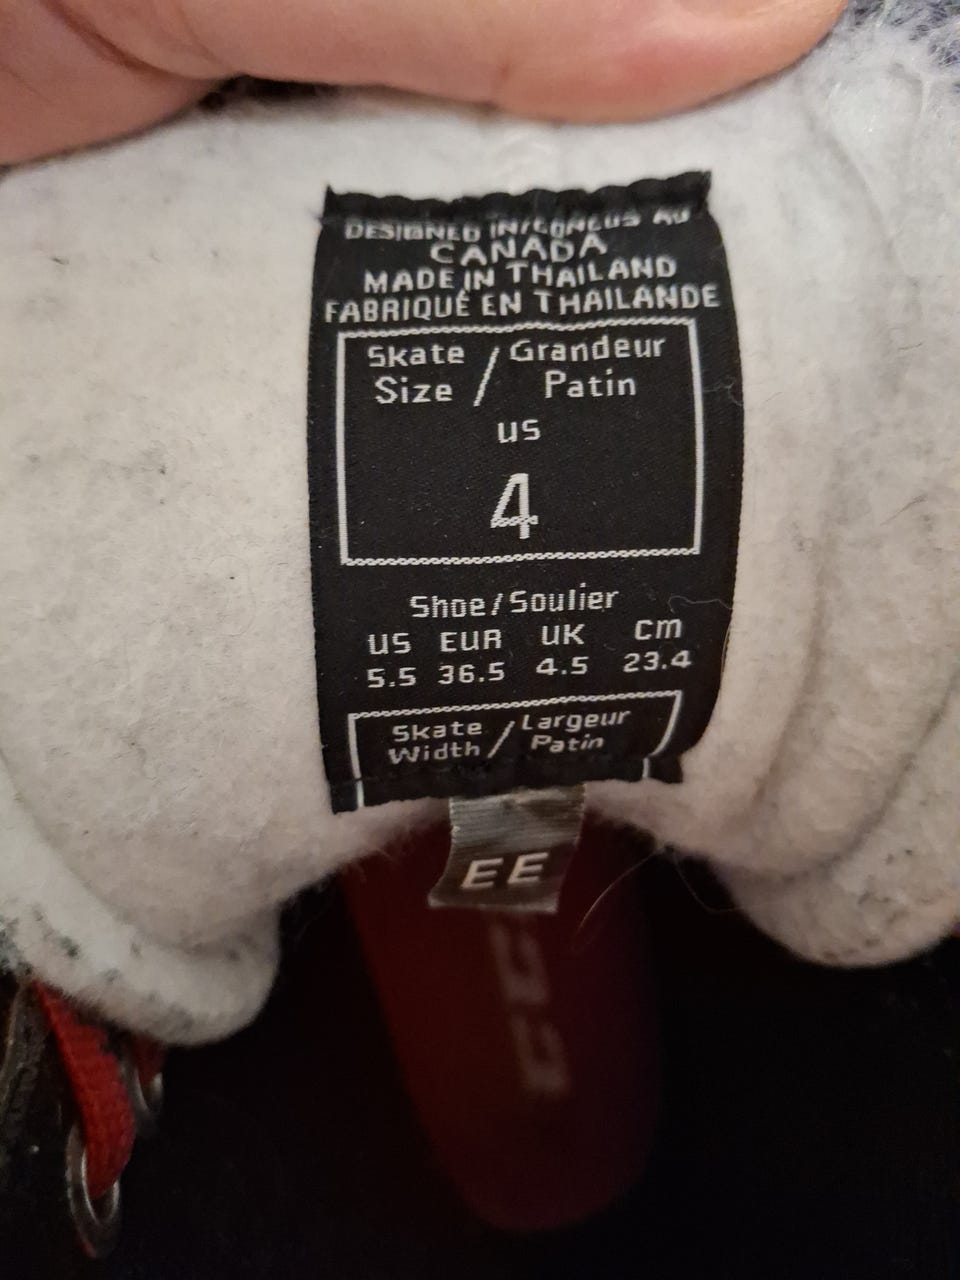 DESIGNED IN/CONÇUS AU
CANADA
MADE IN THAILAND
FABRIQUÉ EN THAILANDE
Skate / Grandeur
Size / Patin
US
4
Shoe/Soulier
US EUR UK cm
5.5 36.5 4.5 23.4
Skate / Largeur
Width / Patin
EE